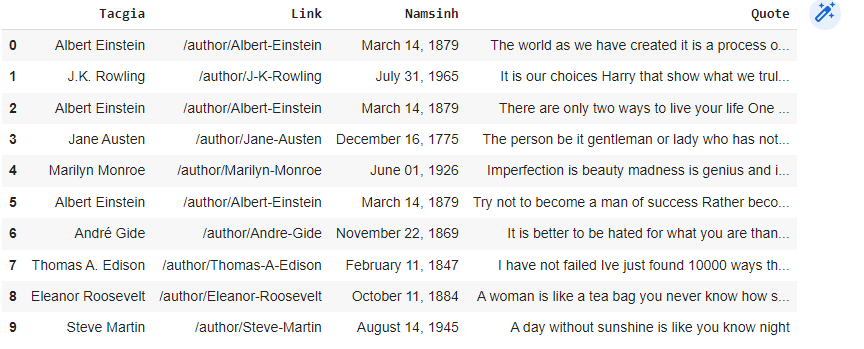 Tacgia Link Namsinh Quote
0 Albert Einstein /author/Albert-Einstein March 14, 1879 The world as we have created it is a process o...
1 J.K. Rowling /author/J-K-Rowling July 31, 1965 It is our choices Harry that show what we trul...
2 Albert Einstein /author/Albert-Einstein March 14, 1879 There are only two ways to live your life One ...
3 Jane Austen /author/Jane-Austen December 16, 1775 The person be it gentleman or lady who has not...
4 Marilyn Monroe /author/Marilyn-Monroe June 01, 1926 Imperfection is beauty madness is genius and i...
5 Albert Einstein /author/Albert-Einstein March 14, 1879 Try not to become a man of success Rather beco...
6 André Gide /author/Andre-Gide November 22, 1869 It is better to be hated for what you are than...
7 Thomas A. Edison /author/Thomas-A-Edison February 11, 1847 I have not failed Ive just found 10000 ways th...
8 Eleanor Roosevelt /author/Eleanor-Roosevelt October 11, 1884 A woman is like a tea bag you never know how s...
9 Steve Martin /author/Steve-Martin August 14, 1945 A day without sunshine is like you know night